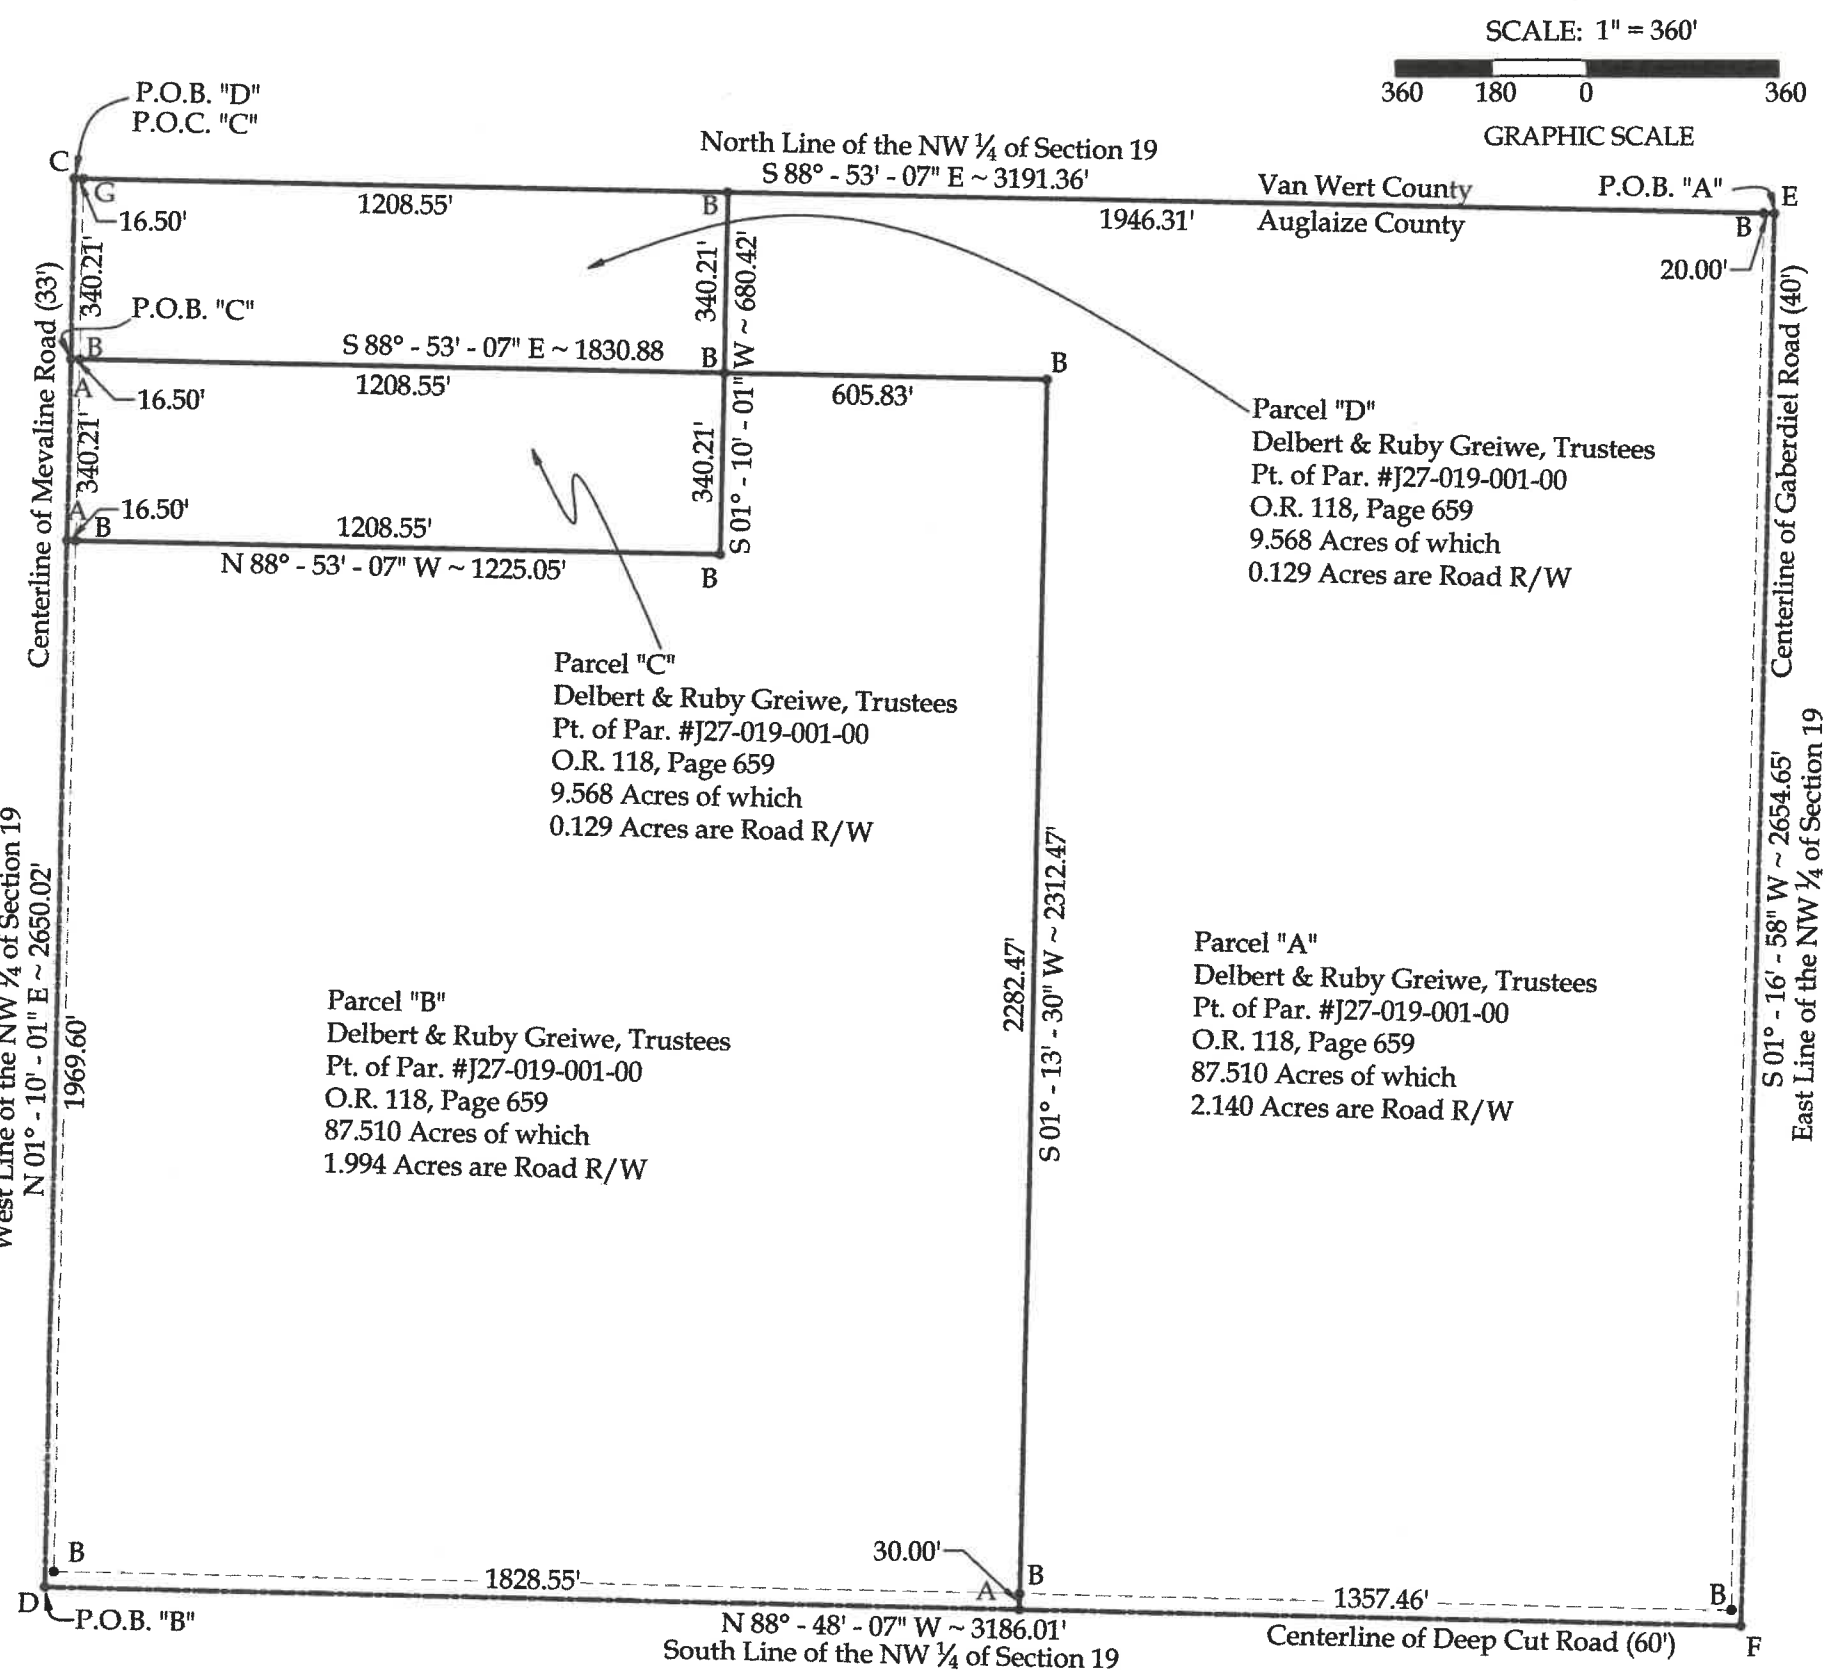 SCALE: 1" = 360'
360 180 0 360
GRAPHIC SCALE
P.O.B. "D"
P.O.C. "C"
North Line of the NW ¼ of Section 19
S 88° - 53' - 07" E ~ 3191.36'
Van Wert County
Auglaize County
P.O.B. "A"
E
C
G
16.50'
1208.55'
B
1946.31'
B
20.00'
340.21'
340.21'
S 01° - 10' - 01" W ~ 680.42'
Centerline of Mevaline Road (33')
P.O.B. "C"
B
S 88° - 53' - 07" E ~ 1830.88
B
B
A
16.50'
1208.55'
605.83'
340.21'
340.21'
A
B
16.50'
1208.55'
N 88° - 53' - 07" W ~ 1225.05'
B
Centerline of Gaberdiel Road (40')
Parcel "D"
Delbert & Ruby Greiwe, Trustees
Pt. of Par. #J27-019-001-00
O.R. 118, Page 659
9.568 Acres of which
0.129 Acres are Road R/W
Parcel "C"
Delbert & Ruby Greiwe, Trustees
Pt. of Par. #J27-019-001-00
O.R. 118, Page 659
9.568 Acres of which
0.129 Acres are Road R/W
West Line of the NW ¼ of Section 19
N 01° - 10' - 01" E ~ 2650.02'
1969.60'
2282.47'
S 01° - 13' - 30" W ~ 2312.47'
S 01° - 16' - 58" W ~ 2654.65'
East Line of the NW ¼ of Section 19
Parcel "A"
Delbert & Ruby Greiwe, Trustees
Pt. of Par. #J27-019-001-00
O.R. 118, Page 659
87.510 Acres of which
2.140 Acres are Road R/W
Parcel "B"
Delbert & Ruby Greiwe, Trustees
Pt. of Par. #J27-019-001-00
O.R. 118, Page 659
87.510 Acres of which
1.994 Acres are Road R/W
B
D
P.O.B. "B"
1828.55'
30.00'
A
B
1357.46'
B
F
N 88° - 48' - 07" W ~ 3186.01'
South Line of the NW ¼ of Section 19
Centerline of Deep Cut Road (60')